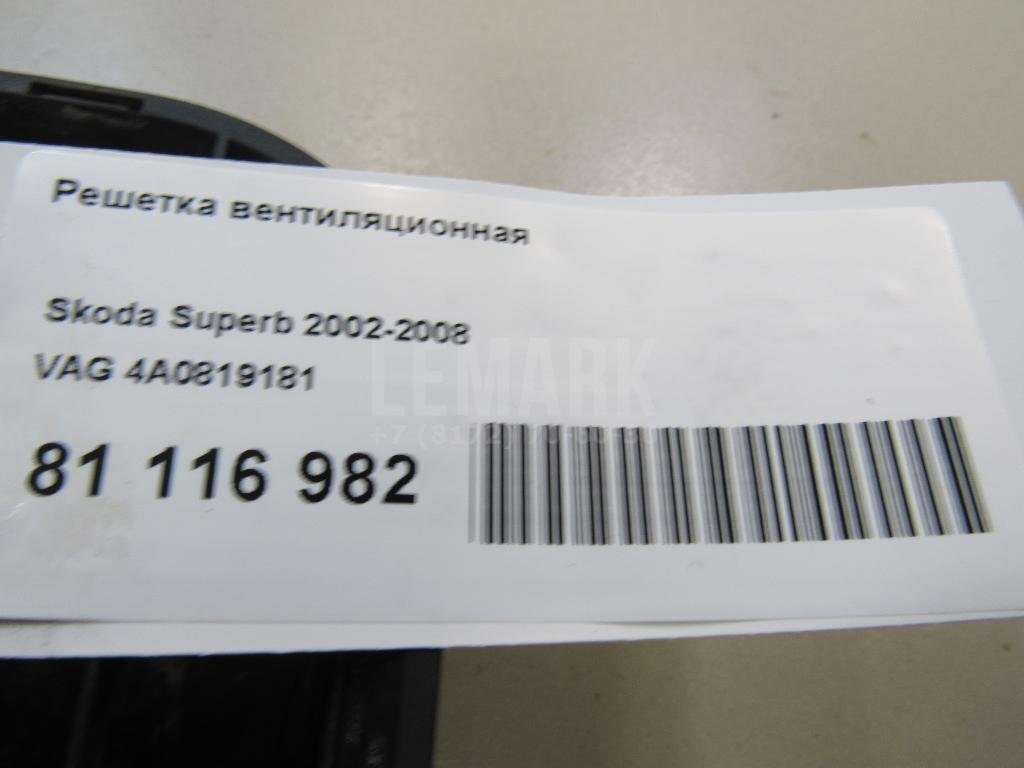 Решетка вентиляционная
Skoda Superb 2002-2008
VAG 4A0819181
LEMARK
81 116 982